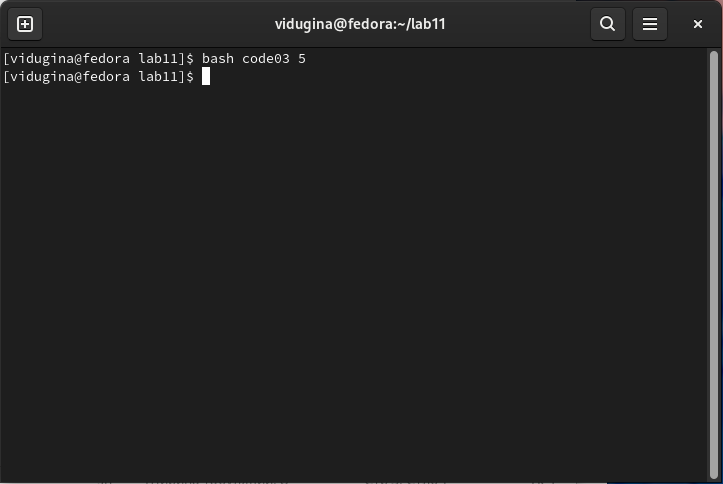 vidugina@fedora:~/lab11
[vidugina@fedora lab11]$ bash code03 5
[vidugina@fedora lab11]$